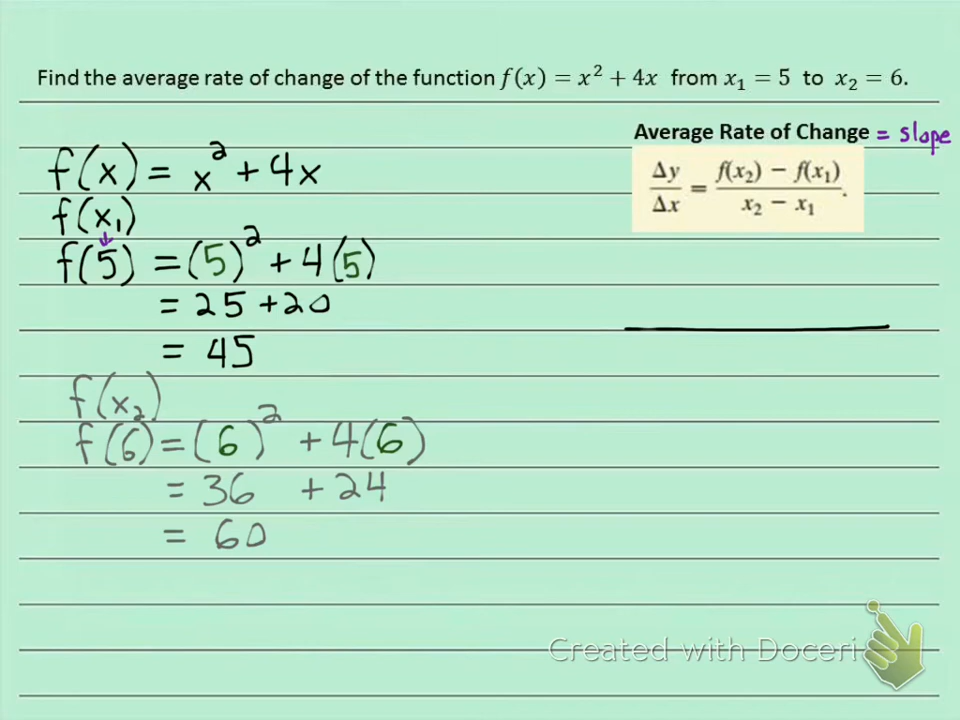 Find the average rate of change of the function f(x) = x² + 4x from x₁ = 5 to x₂ = 6.
Average Rate of Change = slope
Δy/Δx = f(x₂) − f(x₁) / x₂ − x₁.
f(x) = x² + 4x
f(x₁)
f(5) = (5)² + 4(5)
= 25 + 20
= 45
f(x₂)
f(6) = (6)² + 4(6)
= 36 + 24
= 60
Created with Doceri